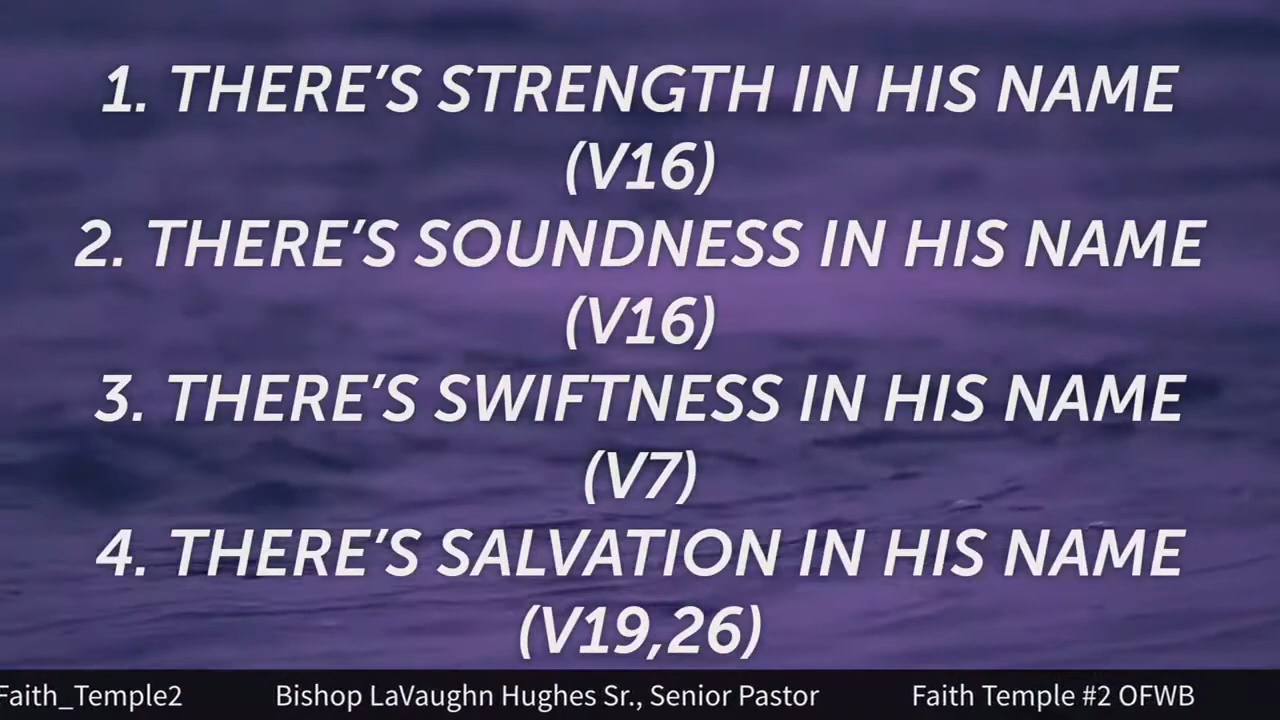 1. THERE'S STRENGTH IN HIS NAME
(V16)
2. THERE'S SOUNDNESS IN HIS NAME
(V16)
3. THERE'S SWIFTNESS IN HIS NAME
(V7)
4. THERE'S SALVATION IN HIS NAME
(V19,26)
Faith_Temple2 Bishop LaVaughn Hughes Sr., Senior Pastor Faith Temple #2 OFWB